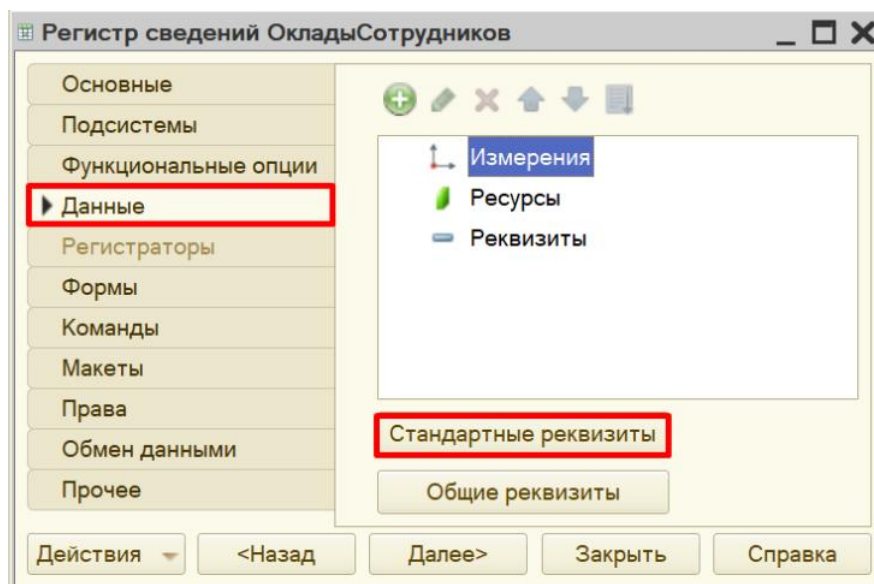 Регистр сведений ОкладыСотрудников
Основные
Подсистемы
Функциональные опции
Данные
Регистраторы
Формы
Команды
Макеты
Права
Обмен данными
Прочее
Измерения
Ресурсы
Реквизиты
Стандартные реквизиты
Общие реквизиты
Действия <Назад Далее> Закрыть Справка